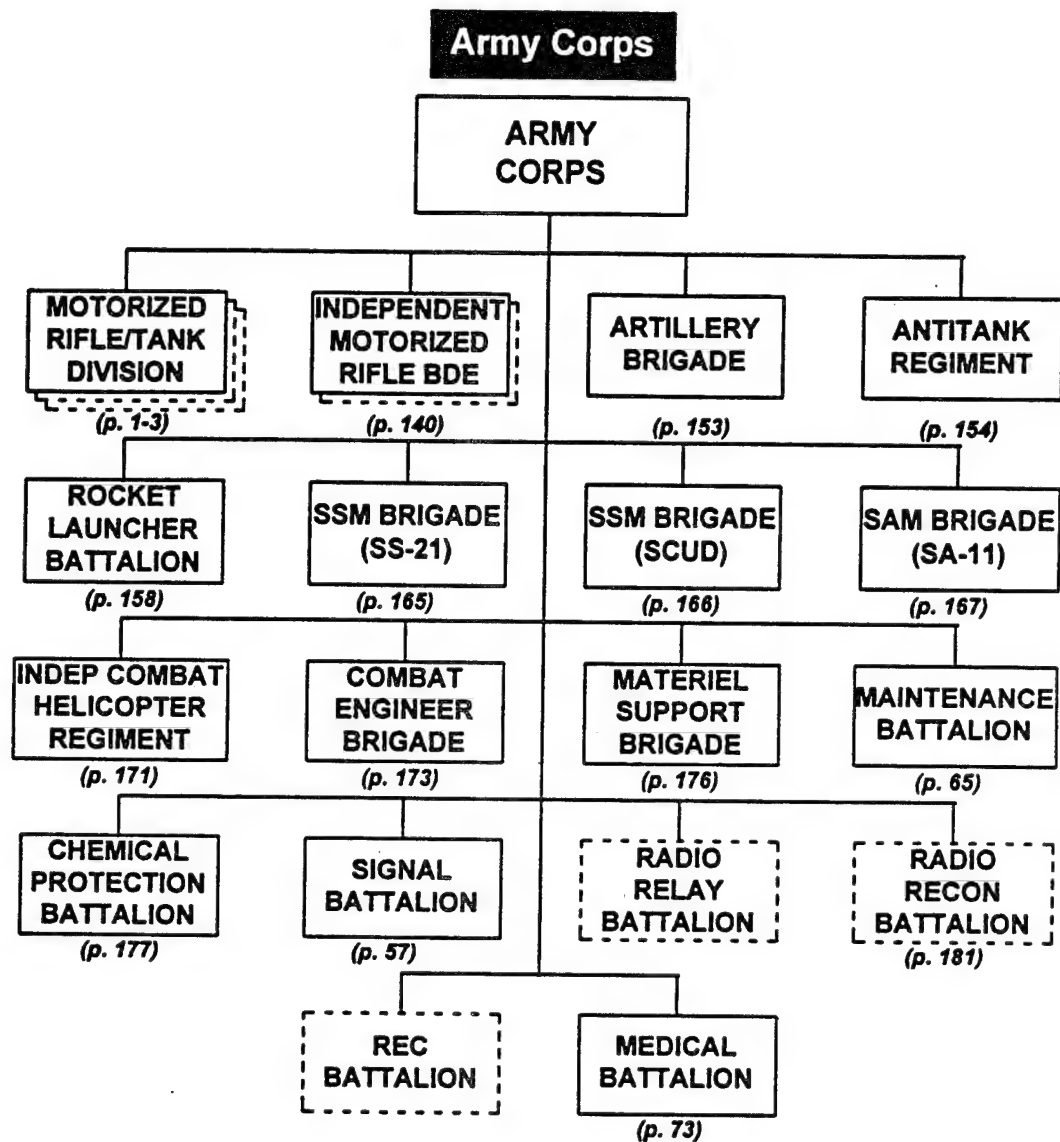 Army Corps
ARMY
CORPS
MOTORIZED
RIFLE/TANK
DIVISION
(p. 1-3)
INDEPENDENT
MOTORIZED
RIFLE BDE
(p. 140)
ARTILLERY
BRIGADE
(p. 153)
ANTITANK
REGIMENT
(p. 154)
ROCKET
LAUNCHER
BATTALION
(p. 158)
SSM BRIGADE
(SS-21)
(p. 165)
SSM BRIGADE
(SCUD)
(p. 166)
SAM BRIGADE
(SA-11)
(p. 167)
INDEP COMBAT
HELICOPTER
REGIMENT
(p. 171)
COMBAT
ENGINEER
BRIGADE
(p. 173)
MATERIEL
SUPPORT
BRIGADE
(p. 176)
MAINTENANCE
BATTALION
(p. 65)
CHEMICAL
PROTECTION
BATTALION
(p. 177)
SIGNAL
BATTALION
(p. 57)
RADIO
RELAY
BATTALION
RADIO
RECON
BATTALION
(p. 181)
REC
BATTALION
MEDICAL
BATTALION
(p. 73)